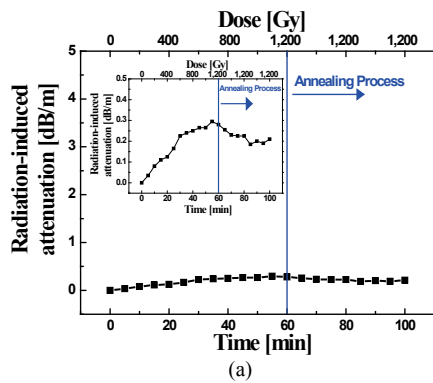 Dose [Gy]
0 400 800 1,200 1,200 1,200
5
4
3
2
1
0
Radiation-induced
attenuation [dB/m]
Annealing Process
Dose [Gy]
0 400 800 1,200 1,200 1,200
0.5
0.4
0.3
0.2
0.1
0.0
Radiation-induced
attenuation [dB/m]
Annealing
Process
0 20 40 60 80 100
Time [min]
0 20 40 60 80 100
Time [min]
(a)